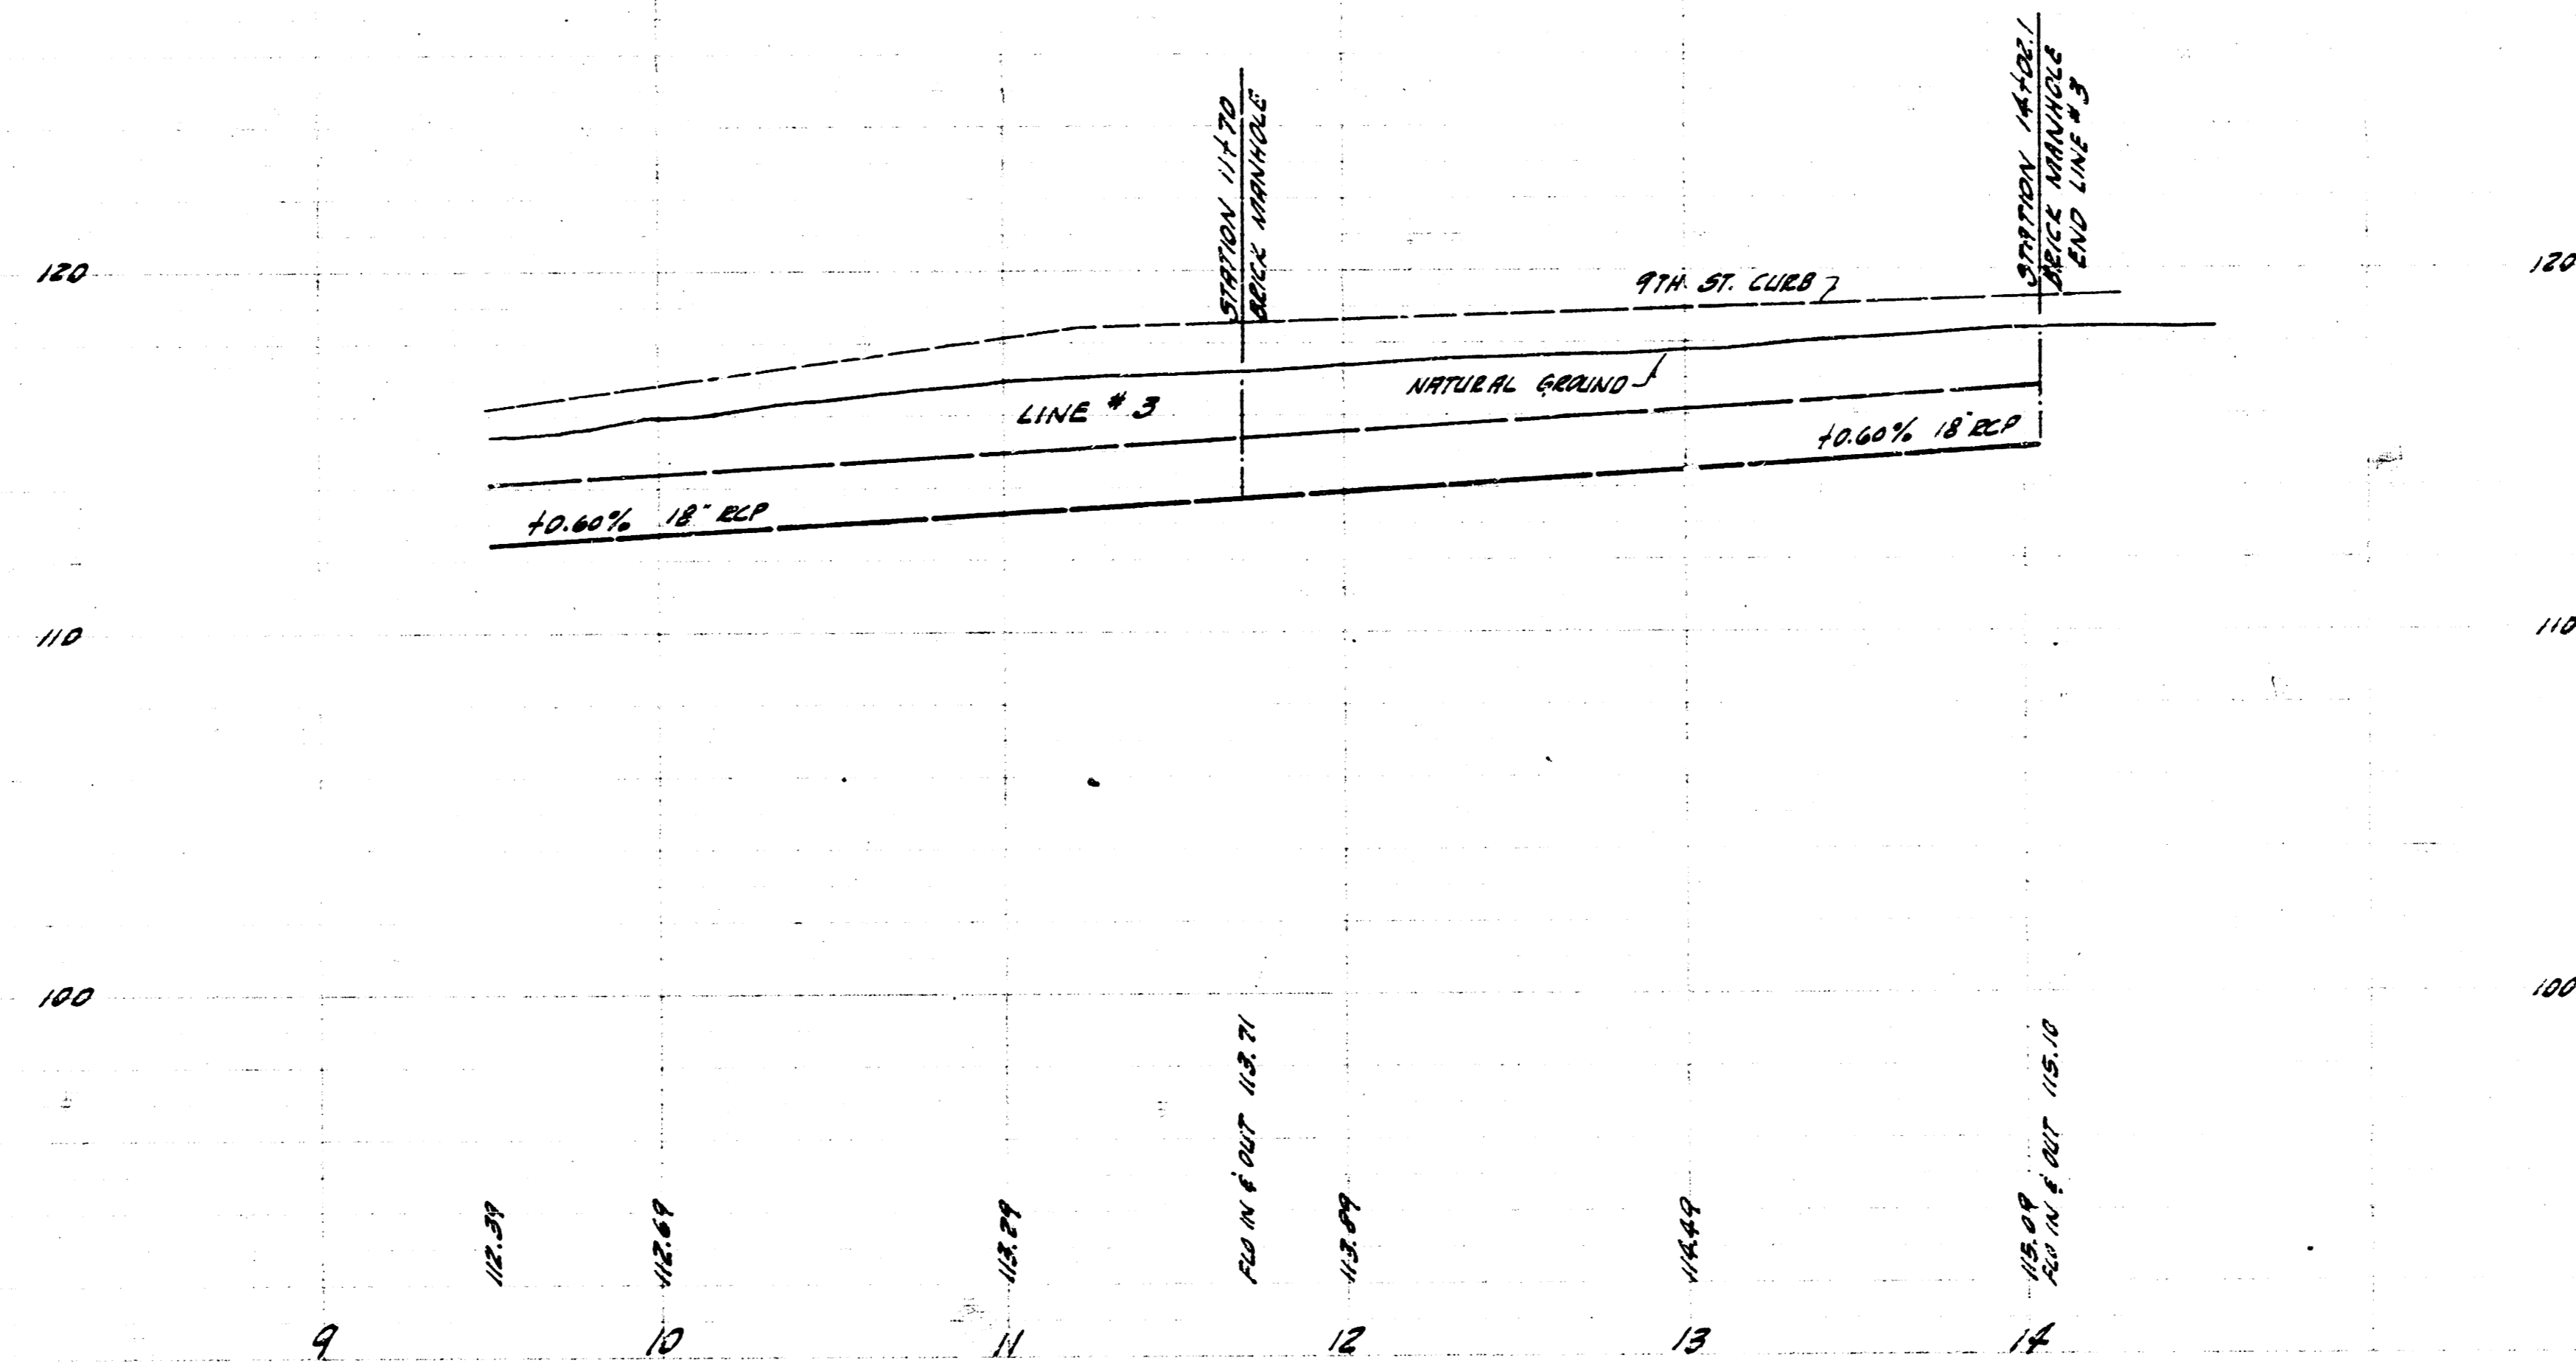 STATION 11+70
BRICK MANHOLE
STATION 14+02.1
BRICK MANHOLE
END LINE #3
120
120
9TH. ST. CURB
NATURAL GROUND
LINE #3
+0.60% 18" RCP
+0.60% 18" RCP
110
110
100
100
112.39
112.69
113.29
FLO IN & OUT 113.71
113.89
114.49
115.09
FLO IN & OUT 115.10
9
10
11
12
13
14